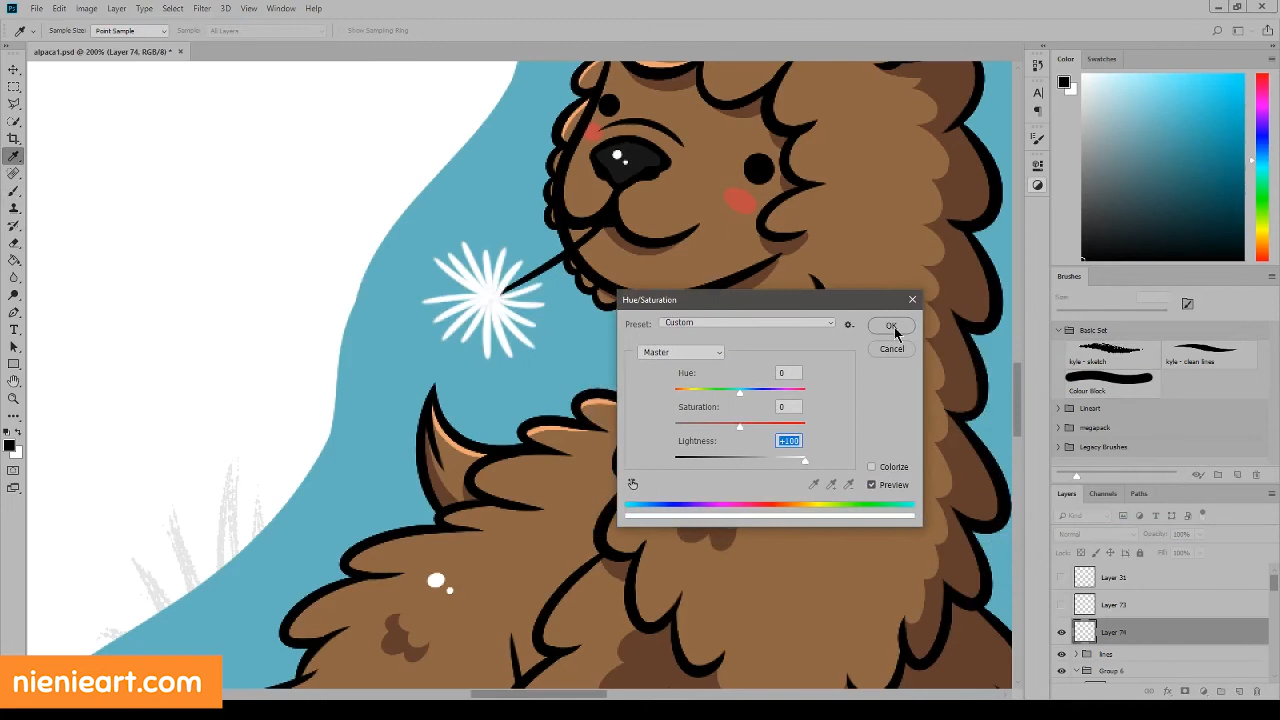 Ps File Edit Image Layer Type Select Filter 3D View Window Help
Sample Size: Point Sample Sample: All Layers Show Sampling Ring
alpaca1.psd @ 200% (Layer 74, RGB/8) * ×
Color Swatches
Brushes
Size:
Basic Set
kyle - sketch kyle - clean lines
Colour Block
Lineart
megapack
Legacy Brushes
Hue/Saturation
Preset: Custom OK
Cancel
Master
Hue: 0
Saturation: 0
Lightness: +100
Colorize
Preview
Layers Channels Paths
Kind
Normal Opacity: 100%
Lock: Fill: 100%
Layer 31
Layer 73
Layer 74
lines
Group 6
nienieart.com